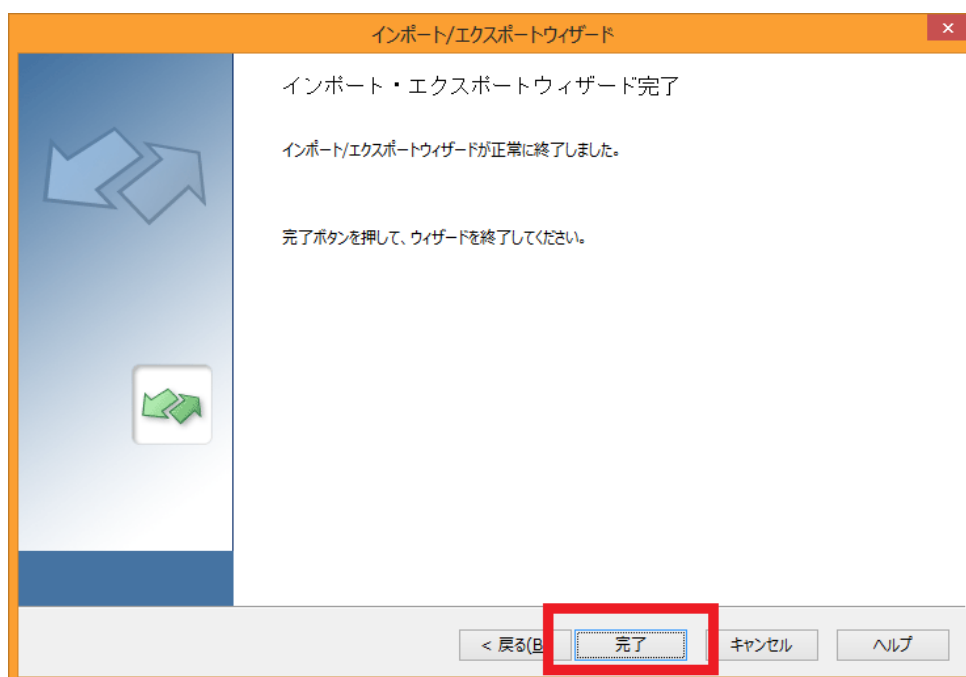 インポート/エクスポートウィザード
インポート・エクスポートウィザード完了
インポート/エクスポートウィザードが正常に終了しました。
完了ボタンを押して、ウィザードを終了してください。
< 戻る(B 完了 キャンセル ヘルプ